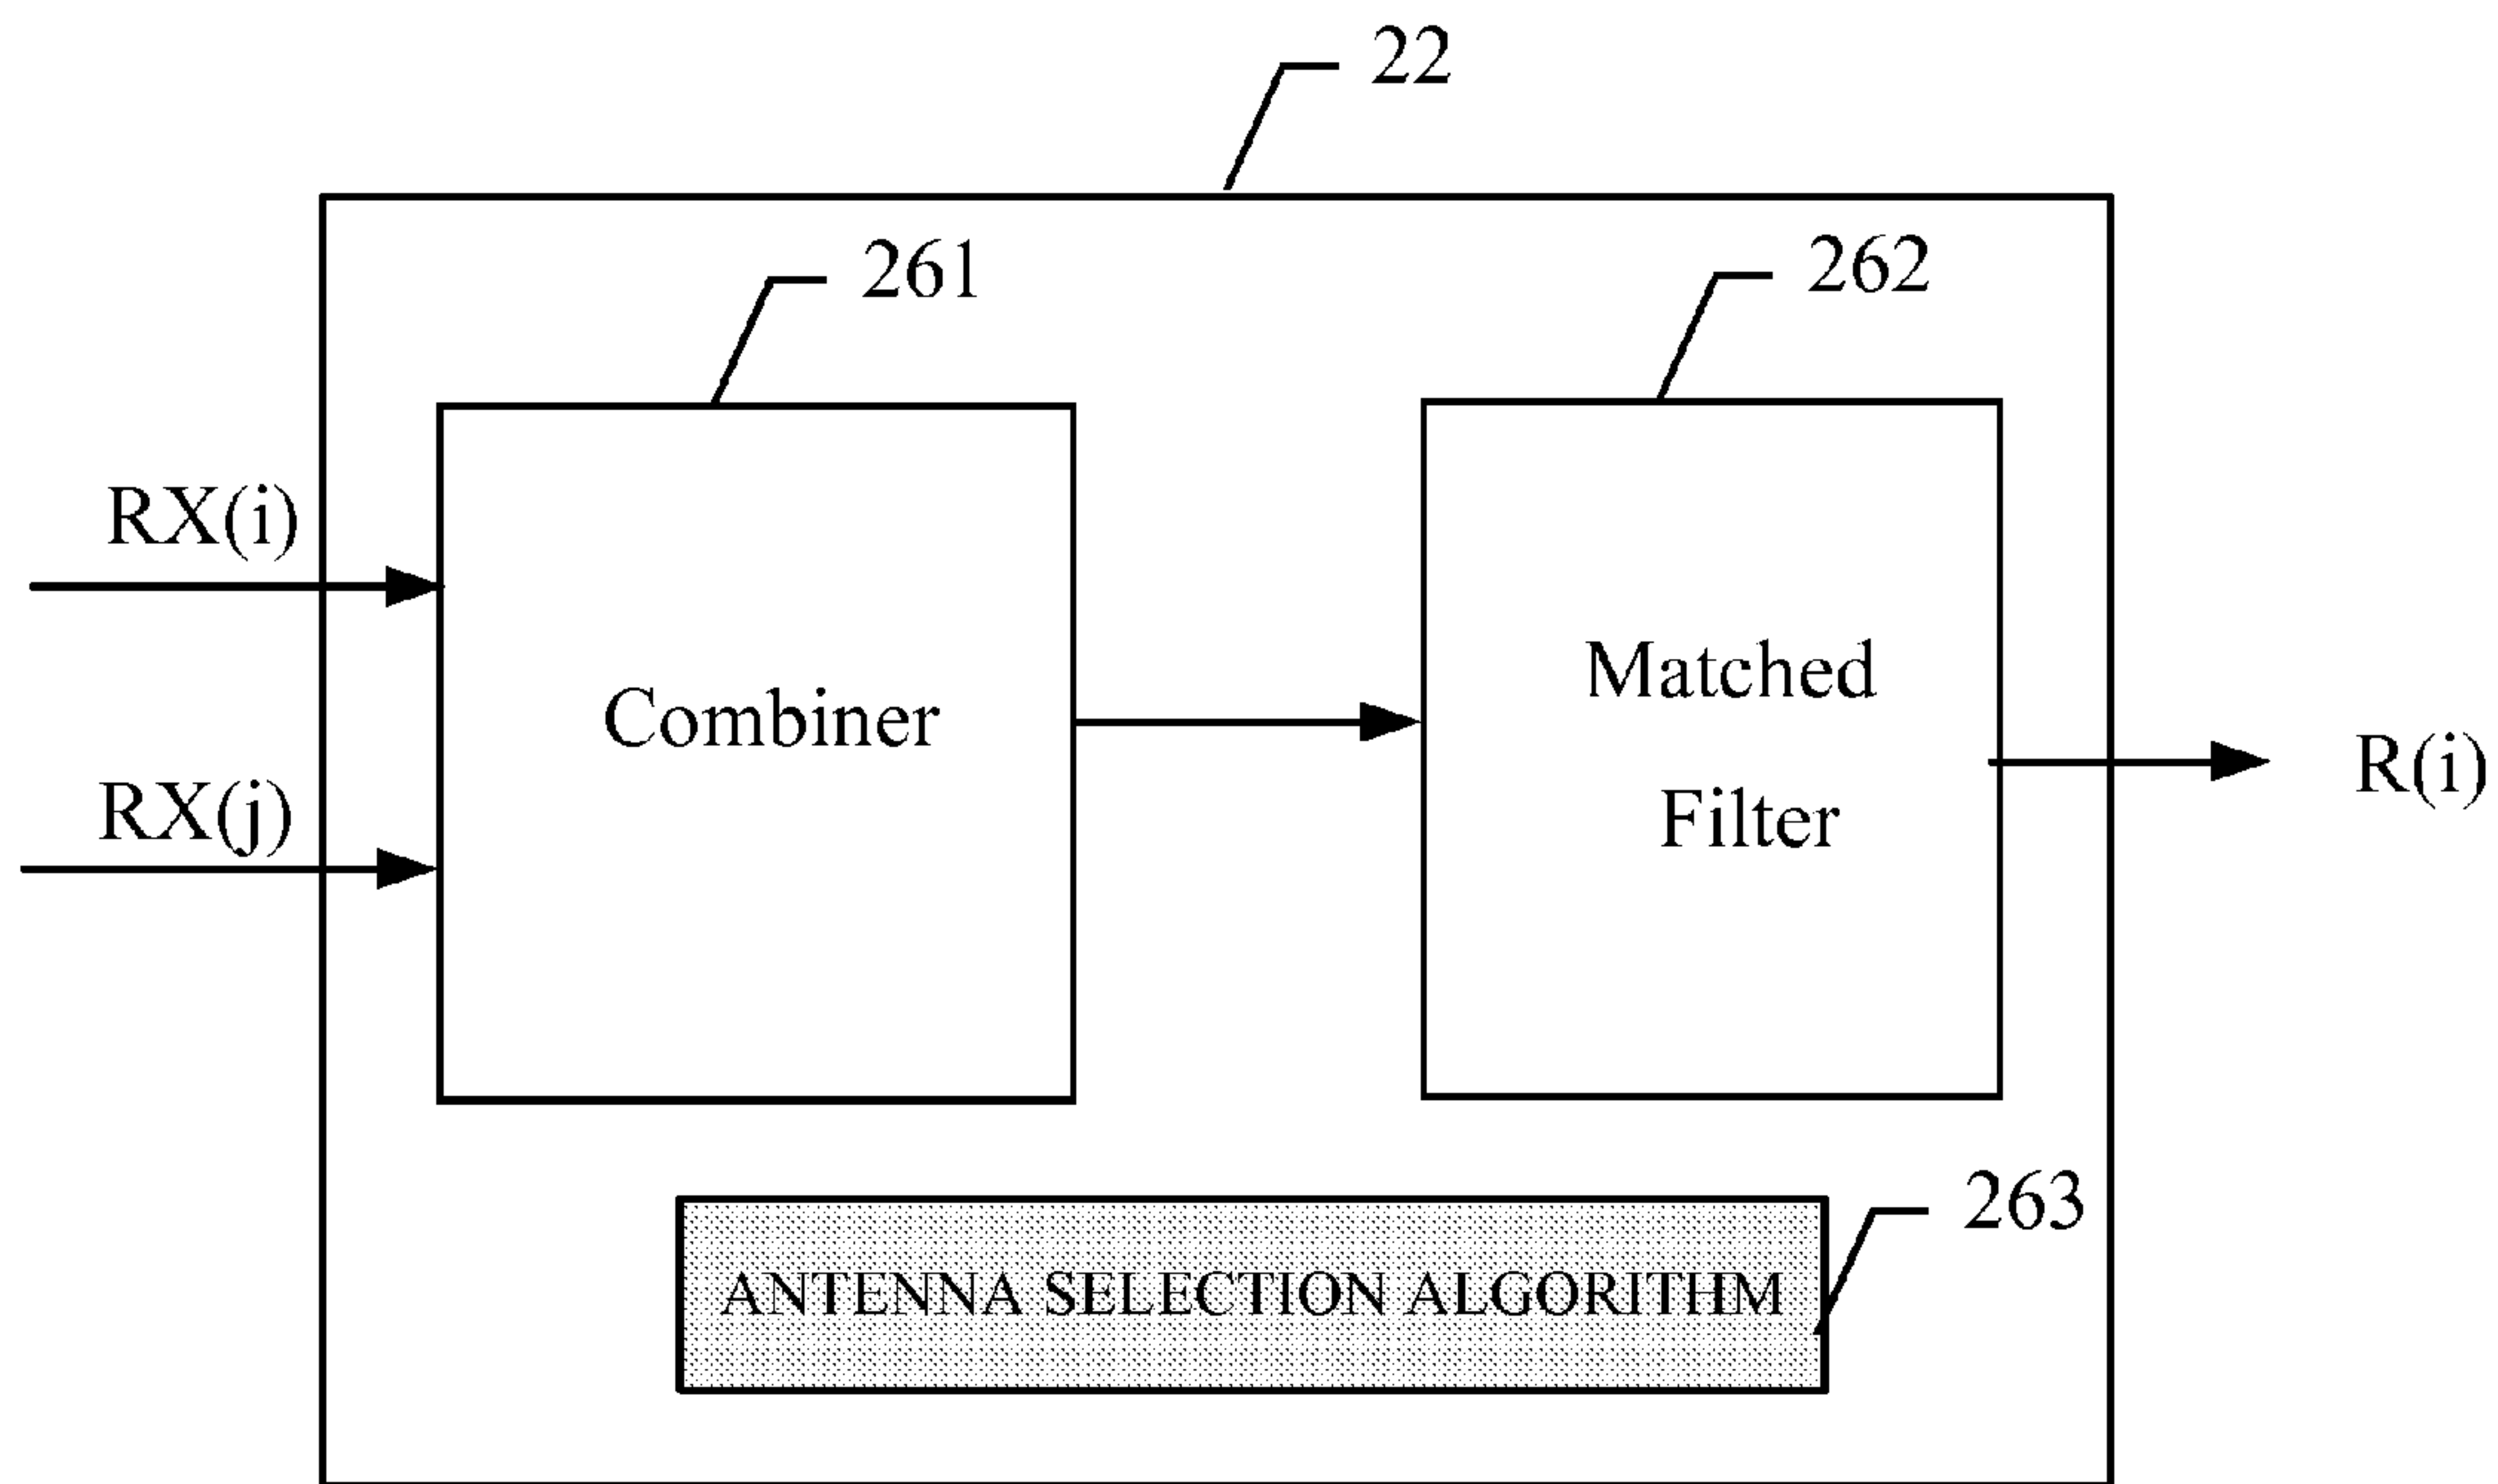 22
261
262
RX(i)
Combiner
Matched
Filter
RX(j)
R(i)
263
ANTENNA SELECTION ALGORITHM